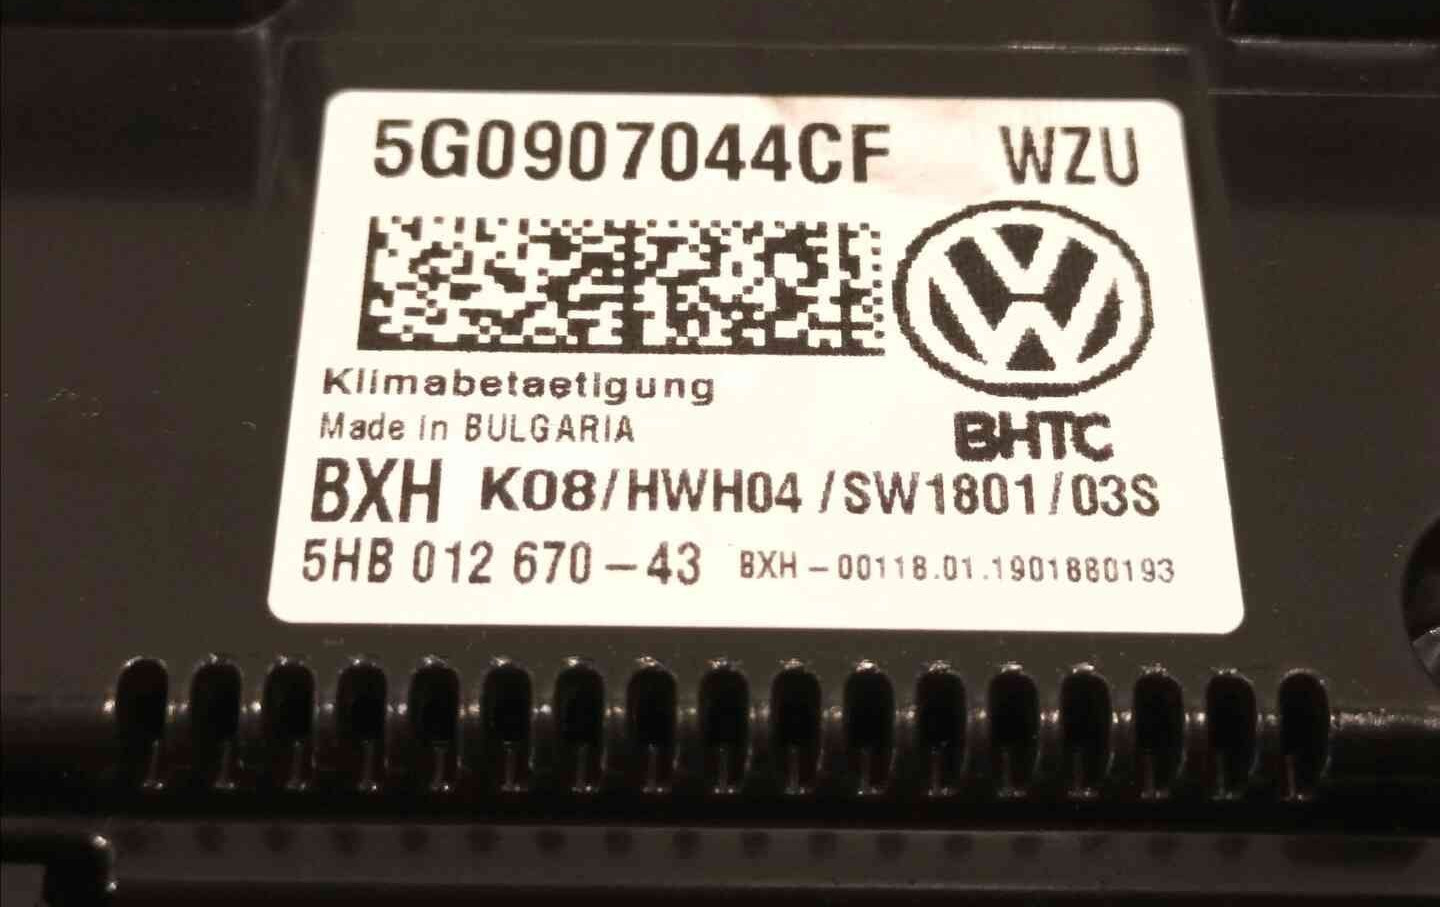 5G0907044CF WZU
Klimabetaetigung
Made in BULGARIA
BHTC
BXH K08/HWH04 /SW1801/03S
5HB 012 670-43 BXH-00118.01.1901880193